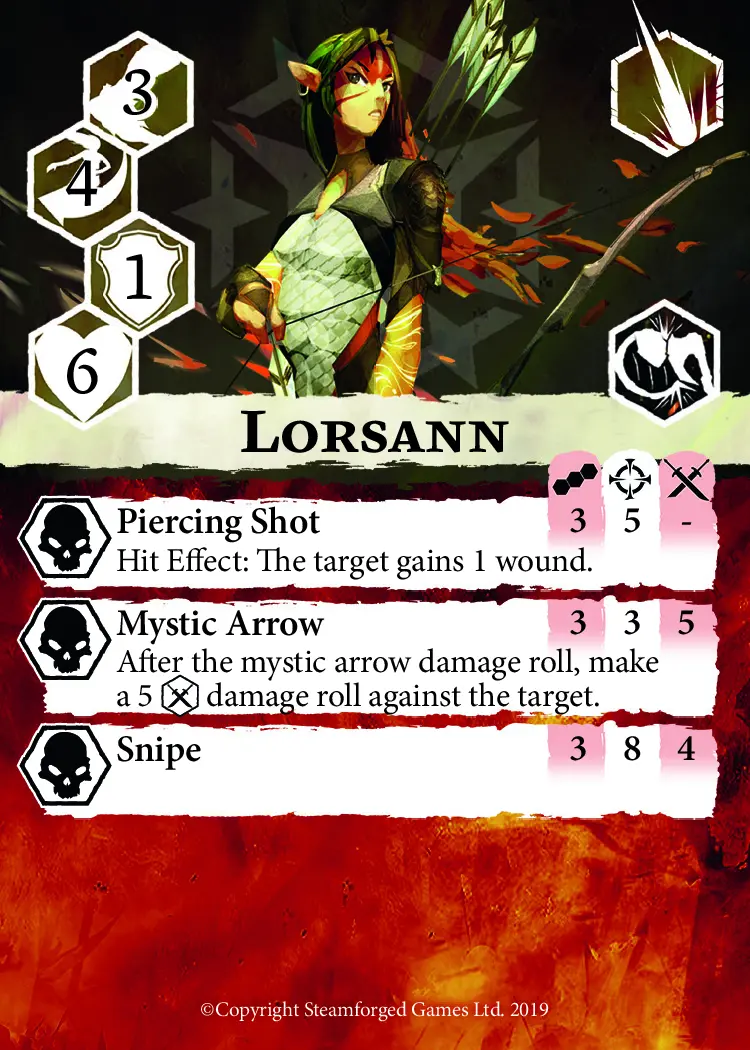 3
4
1
6
LORSANN
Piercing Shot 3 5 -
Hit Effect: The target gains 1 wound.
Mystic Arrow 3 3 5
After the mystic arrow damage roll, make
a 5 damage roll against the target.
Snipe 3 8 4
©Copyright Steamforged Games Ltd. 2019